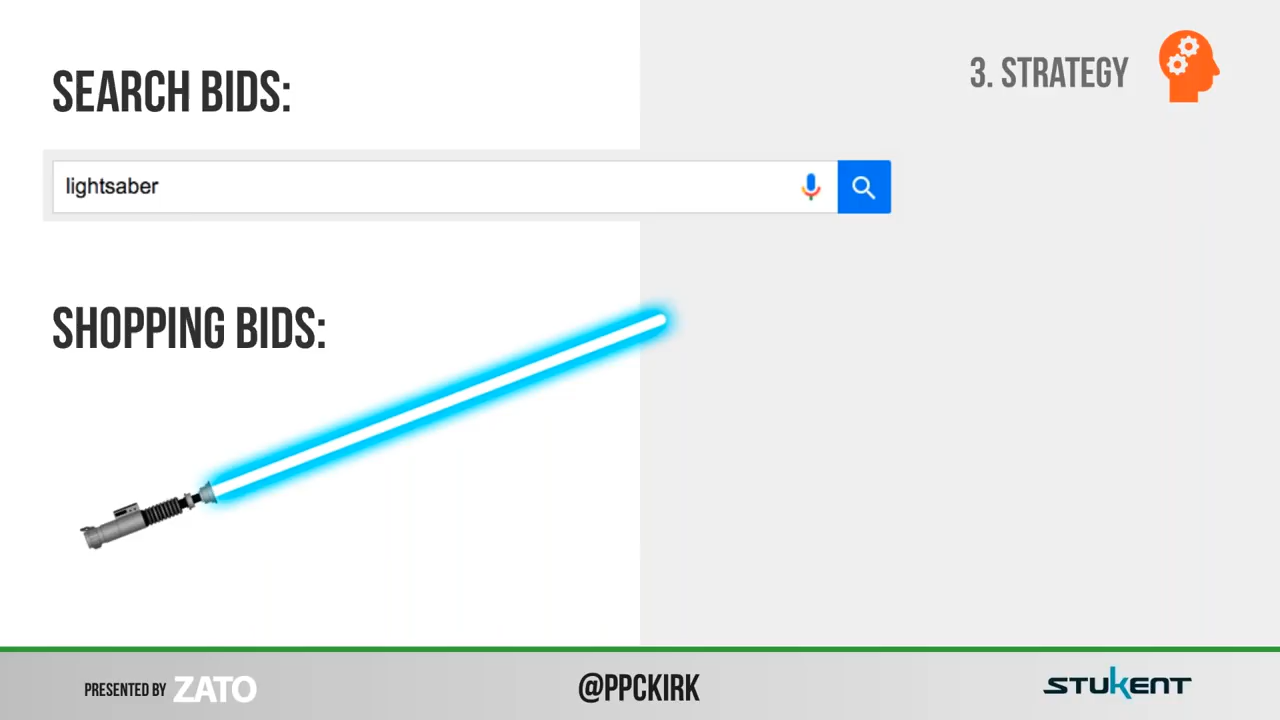 SEARCH BIDS:
3. STRATEGY
lightsaber
SHOPPING BIDS:
PRESENTED BY ZATO
@PPCKIRK
STUKENT